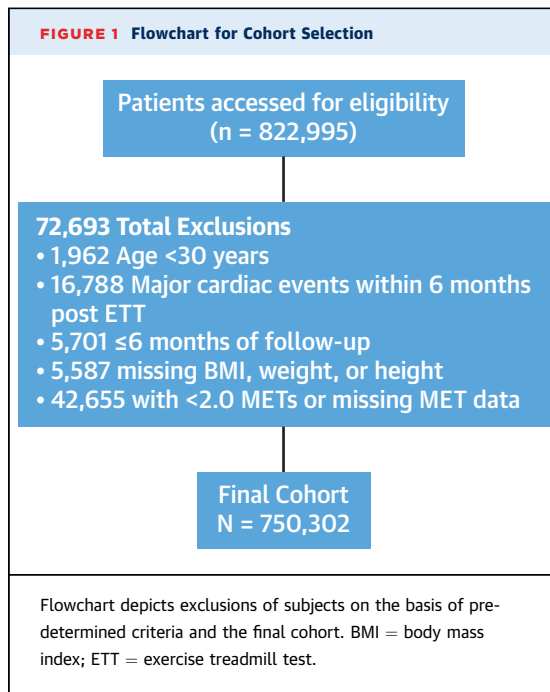 FIGURE 1 Flowchart for Cohort Selection
Patients accessed for eligibility
(n = 822,995)
72,693 Total Exclusions
• 1,962 Age <30 years
• 16,788 Major cardiac events within 6 months
post ETT
• 5,701 ≤6 months of follow-up
• 5,587 missing BMI, weight, or height
• 42,655 with <2.0 METs or missing MET data
Final Cohort
N = 750,302
Flowchart depicts exclusions of subjects on the basis of pre-
determined criteria and the final cohort. BMI = body mass
index; ETT = exercise treadmill test.